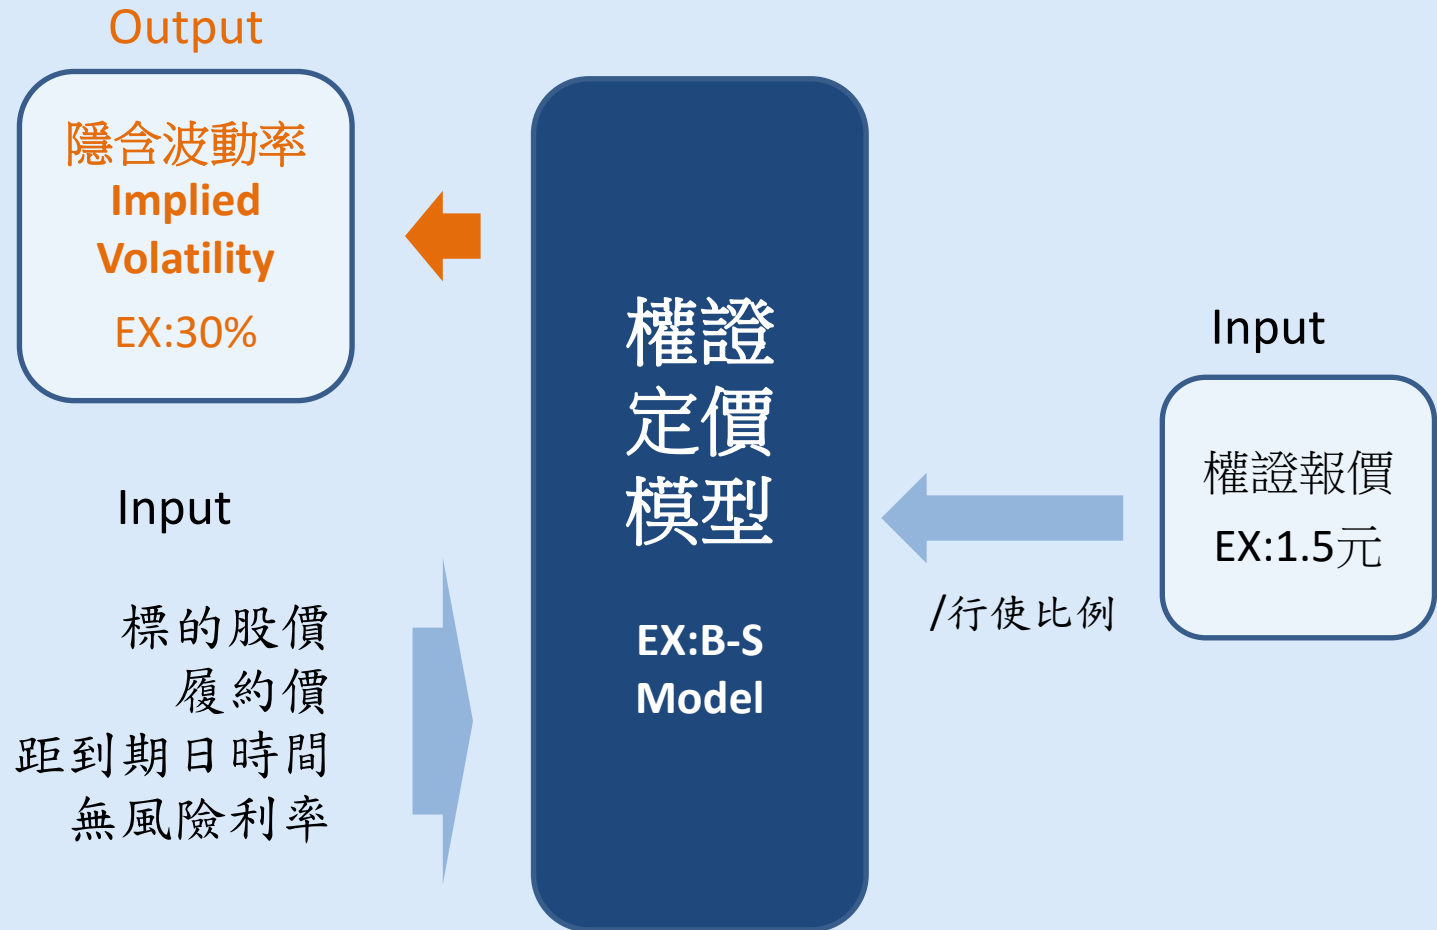 Output
隱含波動率
Implied
Volatility
EX:30%
Input
標的股價
履約價
距到期日時間
無風險利率
權證
定價
模型
EX:B-S
Model
Input
權證報價
EX:1.5元
/行使比例